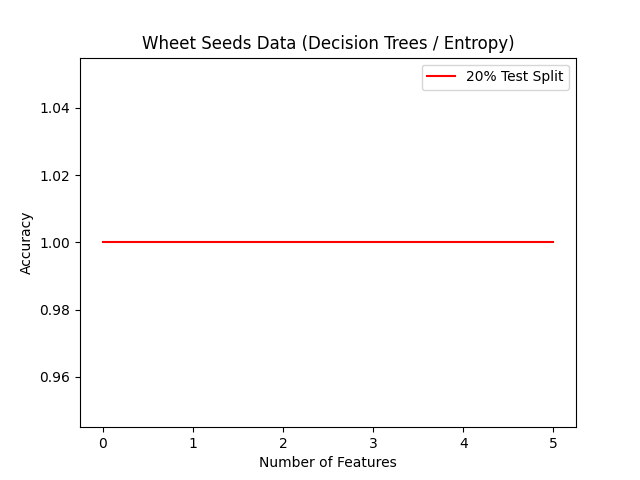 Wheet Seeds Data (Decision Trees / Entropy)
20% Test Split
1.04
1.02
1.00
0.98
0.96
Accuracy
0 1 2 3 4 5
Number of Features